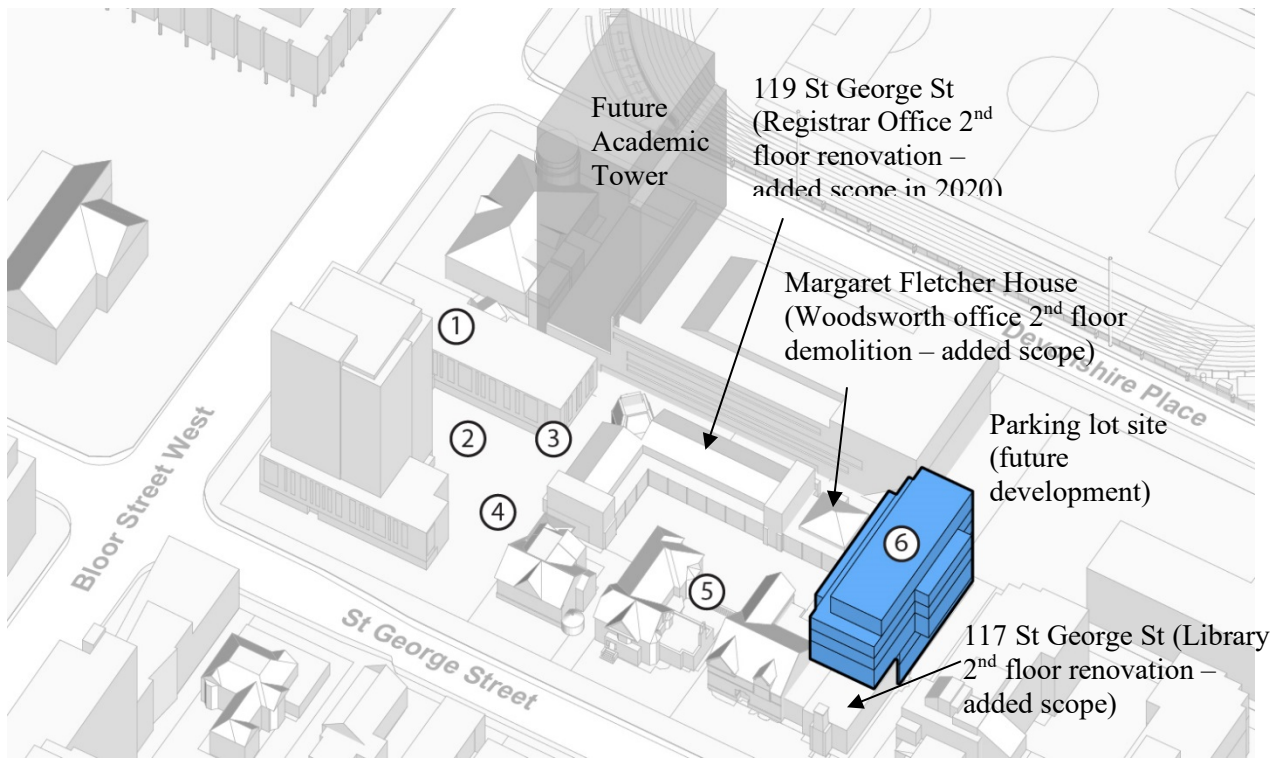 Future
Academic
Tower
119 St George St
(Registrar Office 2nd
floor renovation –
added scope in 2020)
Margaret Fletcher House
(Woodsworth office 2nd floor
demolition – added scope)
Devonshire Place
Parking lot site
(future
development)
1
2
3
4
5
6
Bloor Street West
St George Street
117 St George St (Library
2nd floor renovation –
added scope)